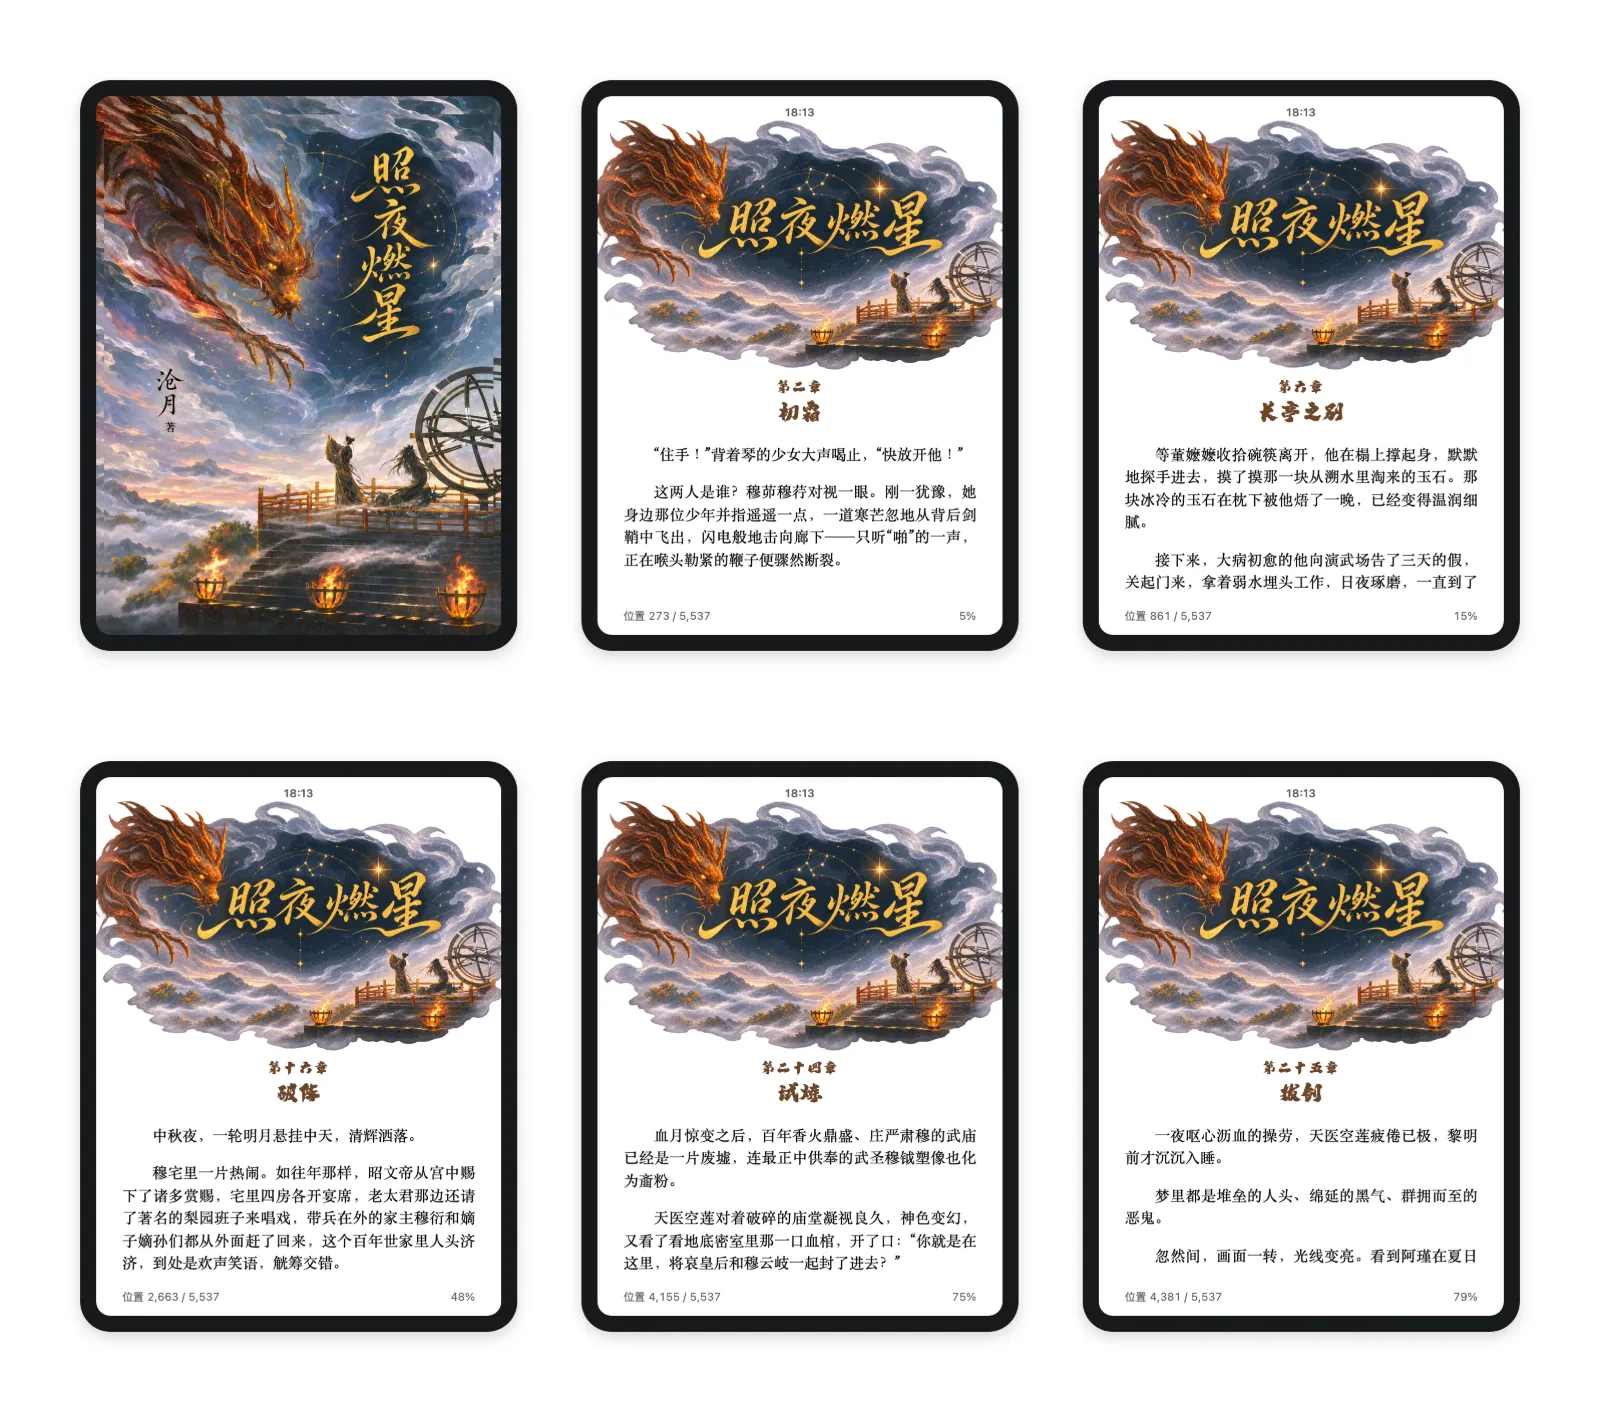 照夜燃星
沧月 著
18:13
照夜燃星
第二章
初霜
“住手！”背着琴的少女大声喝止，“快放开他！”
这两人是谁？穆茆穆荇对视一眼。刚一犹豫，她
身边那位少年并指遥遥一点，一道寒芒忽地从背后剑
鞘中飞出，闪电般地击向廊下——只听“啪”的一声，
正在喉头勒紧的鞭子便骤然断裂。
位置 273 / 5,537
5%
18:13
照夜燃星
第六章
长亭之别
等董嬷嬷收拾碗筷离开，他在榻上撑起身，默默
地探手进去，摸了摸那一块从溯水里淘来的玉石。那
块冰冷的玉石在枕下被他焐了一晚，已经变得温润细
腻。
接下来，大病初愈的他向演武场告了三天的假，
关起门来，拿着弱水埋头工作，日夜琢磨，一直到了
位置 861 / 5,537
15%
18:13
照夜燃星
第十六章
破阵
中秋夜，一轮明月悬挂中天，清辉洒落。
穆宅里一片热闹。如往年那样，昭文帝从宫中赐
下了诸多赏赐，宅里四房各开宴席，老太君那边还请
了著名的梨园班子来唱戏，带兵在外的家主穆衍和嫡
子嫡孙们都从外面赶了回来，这个百年世家里人头济
济，到处是欢声笑语，觥筹交错。
位置 2,663 / 5,537
48%
18:13
照夜燃星
第二十四章
试炼
血月惊变之后，百年香火鼎盛、庄严肃穆的武庙
已经是一片废墟，连最正中供奉的武圣穆钺塑像也化
为齑粉。
天医空莲对着破碎的庙堂凝视良久，神色变幻，
又看了看地底密室里那一口血棺，开了口：“你就是在
这里，将哀皇后和穆云岐一起封了进去？”
位置 4,155 / 5,537
75%
18:13
照夜燃星
第二十五章
拔钉
一夜呕心沥血的操劳，天医空莲疲倦已极，黎明
前才沉沉入睡。
梦里都是堆垒的人头、绵延的黑气、群拥而至的
恶鬼。
忽然间，画面一转，光线变亮。看到阿瑾在夏日
位置 4,381 / 5,537
79%